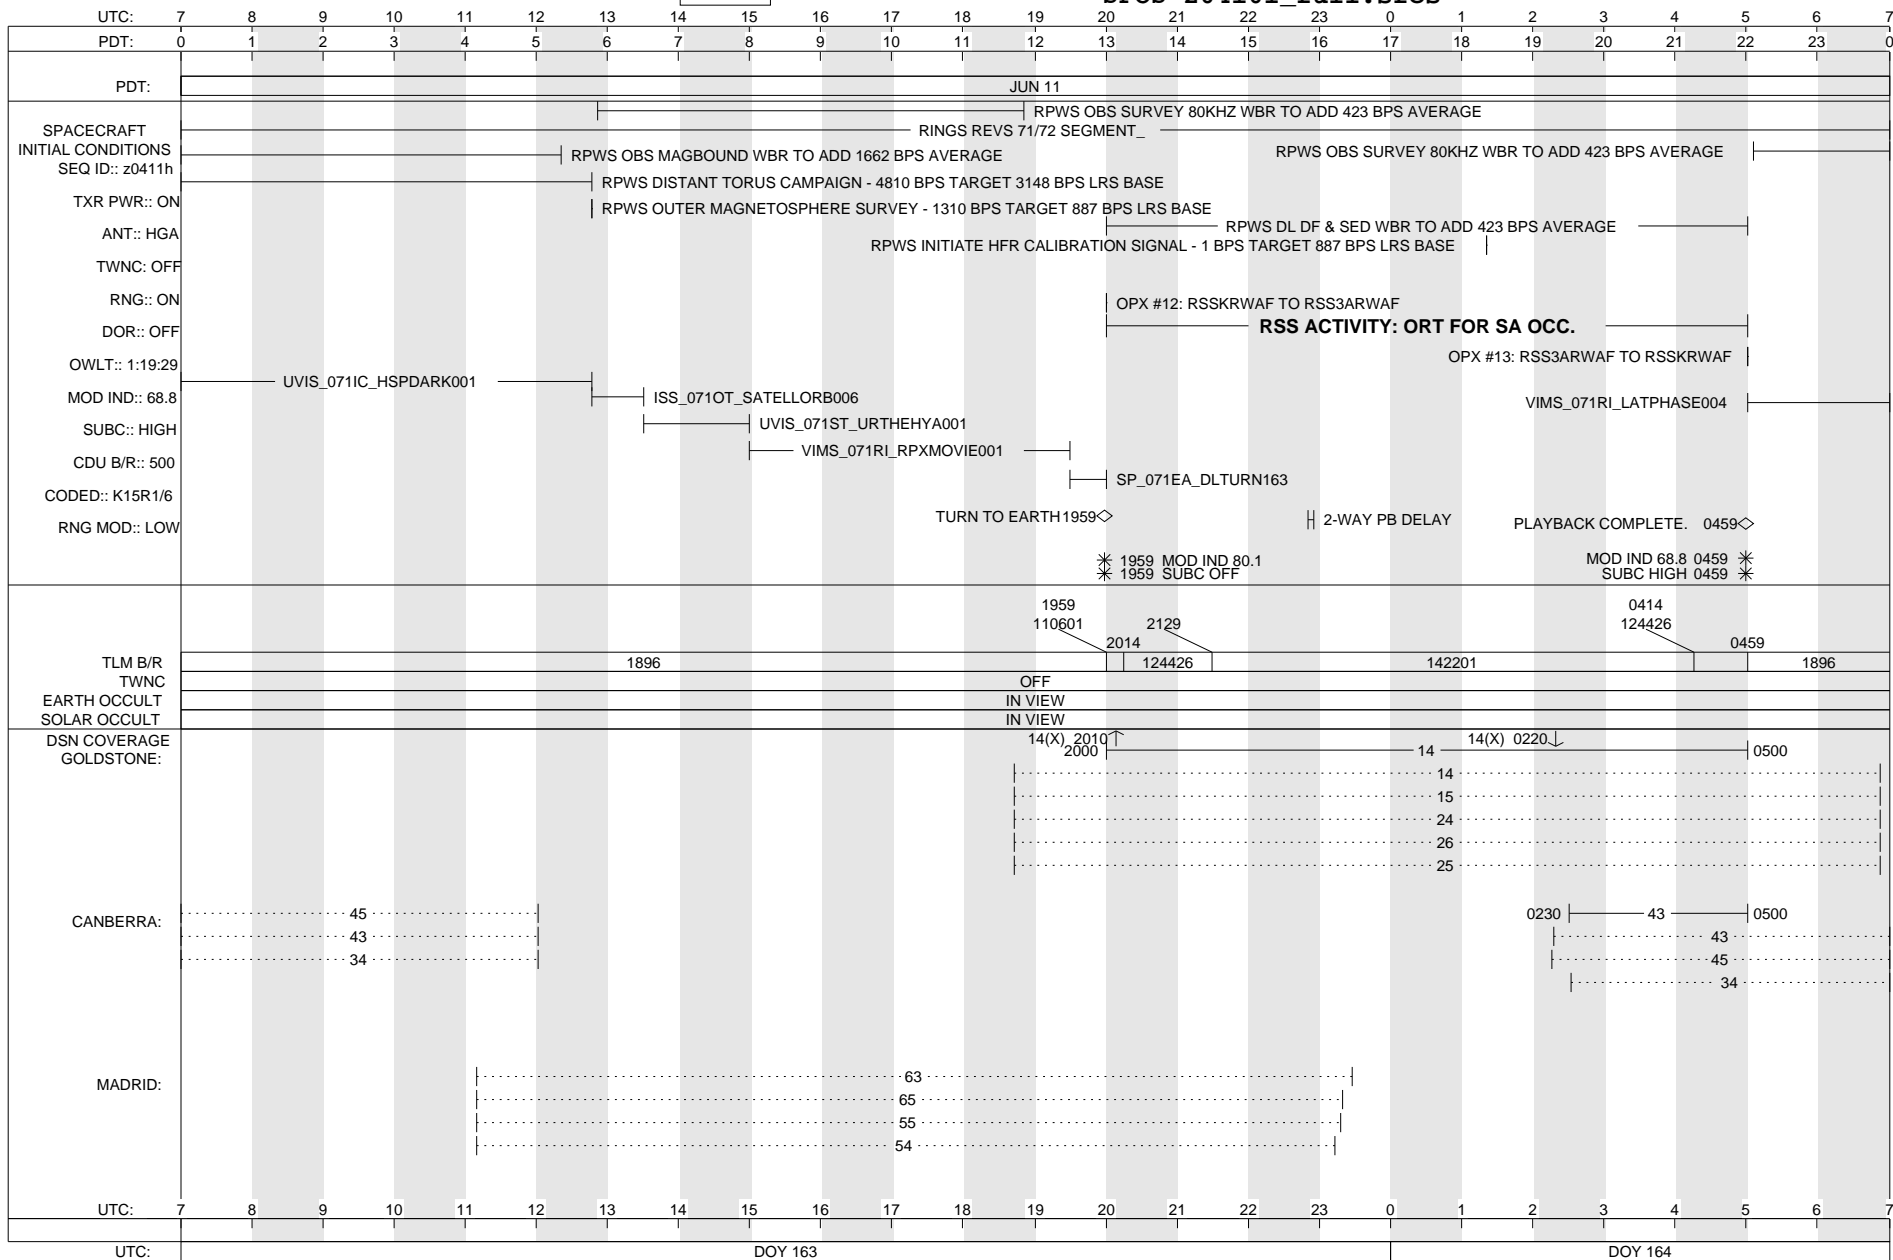 UTC: 7 8 9 10 11 12 13 14 15 16 17 18 19 20 21 22 23 0 1 2 3 4 5 6 7
PDT: 0 1 2 3 4 5 6 7 8 9 10 11 12 13 14 15 16 17 18 19 20 21 22 23 0
PDT: JUN 11
RPWS OBS SURVEY 80KHZ WBR TO ADD 423 BPS AVERAGE
SPACECRAFT RINGS REVS 71/72 SEGMENT_
INITIAL CONDITIONS
RPWS OBS MAGBOUND WBR TO ADD 1662 BPS AVERAGE RPWS OBS SURVEY 80KHZ WBR TO ADD 423 BPS AVERAGE
SEQ ID:: z0411h
RPWS DISTANT TORUS CAMPAIGN - 4810 BPS TARGET 3148 BPS LRS BASE
TXR PWR:: ON
RPWS OUTER MAGNETOSPHERE SURVEY - 1310 BPS TARGET 887 BPS LRS BASE
RPWS DL DF & SED WBR TO ADD 423 BPS AVERAGE
ANT:: HGA
RPWS INITIATE HFR CALIBRATION SIGNAL - 1 BPS TARGET 887 BPS LRS BASE
TWNC: OFF
RNG:: ON
OPX #12: RSSKRWAF TO RSS3ARWAF
RSS ACTIVITY: ORT FOR SA OCC.
DOR:: OFF
OPX #13: RSS3ARWAF TO RSSKRWAF
OWLT:: 1:19:29
UVIS_071IC_HSPDARK001
MOD IND:: 68.8
ISS_071OT_SATELLORB006
VIMS_071RI_LATPHASE004
UVIS_071ST_URTHEHYA001
SUBC:: HIGH
VIMS_071RI_RPXMOVIE001
CDU B/R:: 500
SP_071EA_DLTURN163
CODED:: K15R1/6
TURN TO EARTH 1959 2-WAY PB DELAY PLAYBACK COMPLETE. 0459
RNG MOD:: LOW
1959 MOD IND 80.1 MOD IND 68.8 0459
1959 SUBC OFF SUBC HIGH 0459
1959 0414
110601 2129 124426
2014 0459
TLM B/R 1896 124426 142201 1896
TWNC OFF
EARTH OCCULT IN VIEW
SOLAR OCCULT IN VIEW
DSN COVERAGE 14(X) 2010 14(X) 0220
GOLDSTONE: 2000 14 0500
14
15
24
26
25
CANBERRA: 45 0230 43 0500
43 43
34 45
34
MADRID: 63
65
55
54
UTC: 7 8 9 10 11 12 13 14 15 16 17 18 19 20 21 22 23 0 1 2 3 4 5 6 7
UTC: DOY 163 DOY 164